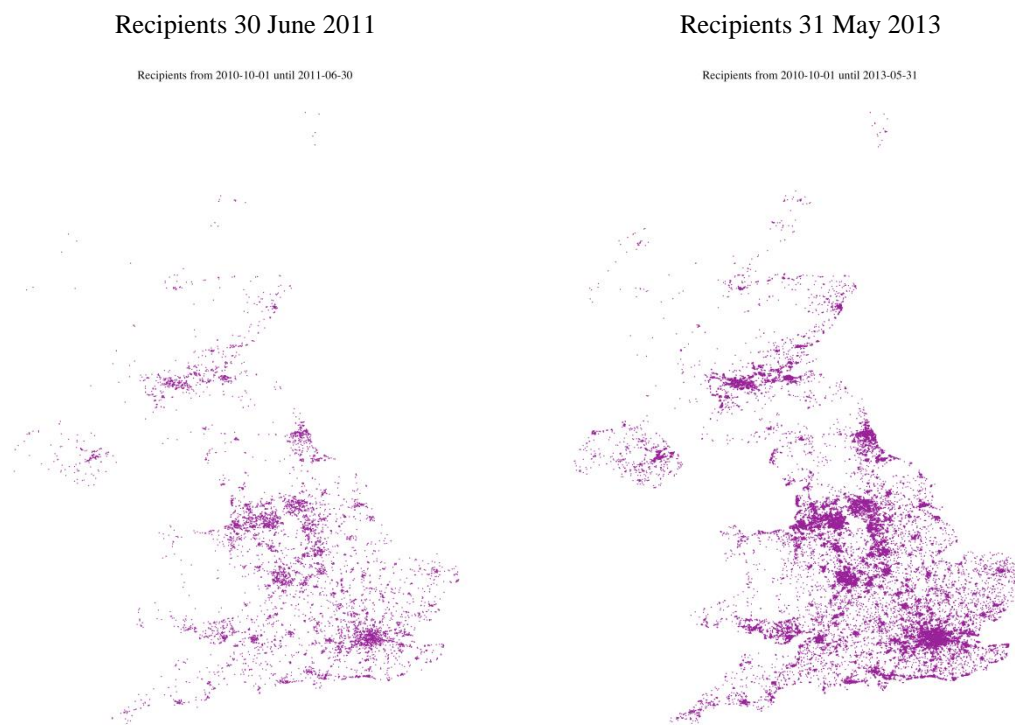 Recipients 30 June 2011
Recipients 31 May 2013
Recipients from 2010-10-01 until 2011-06-30
Recipients from 2010-10-01 until 2013-05-31